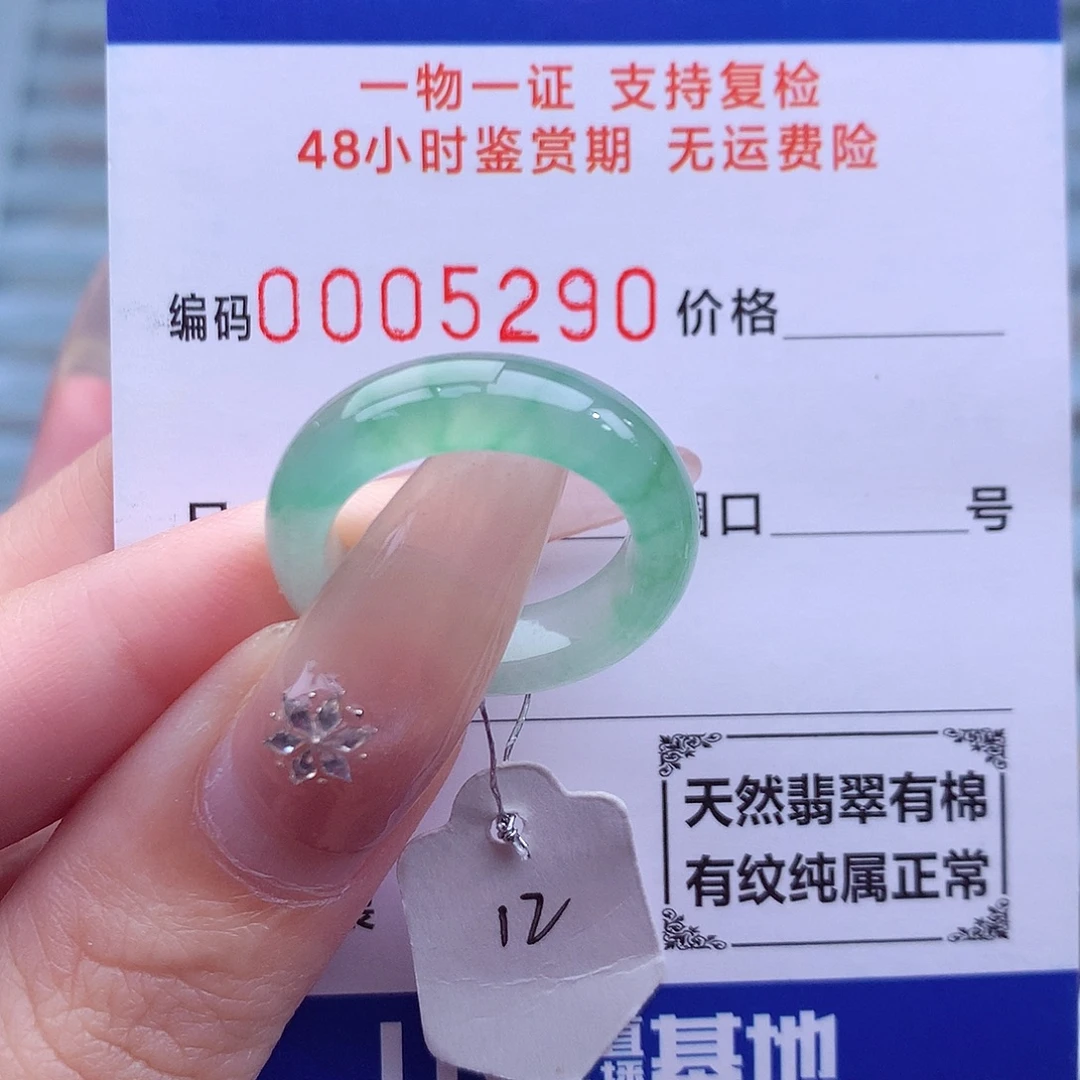 一物一证 支持复检
48小时鉴赏期 无运费险
编码0005290 价格
口 号
天然翡翠有棉
有纹纯属正常
12
直播基地